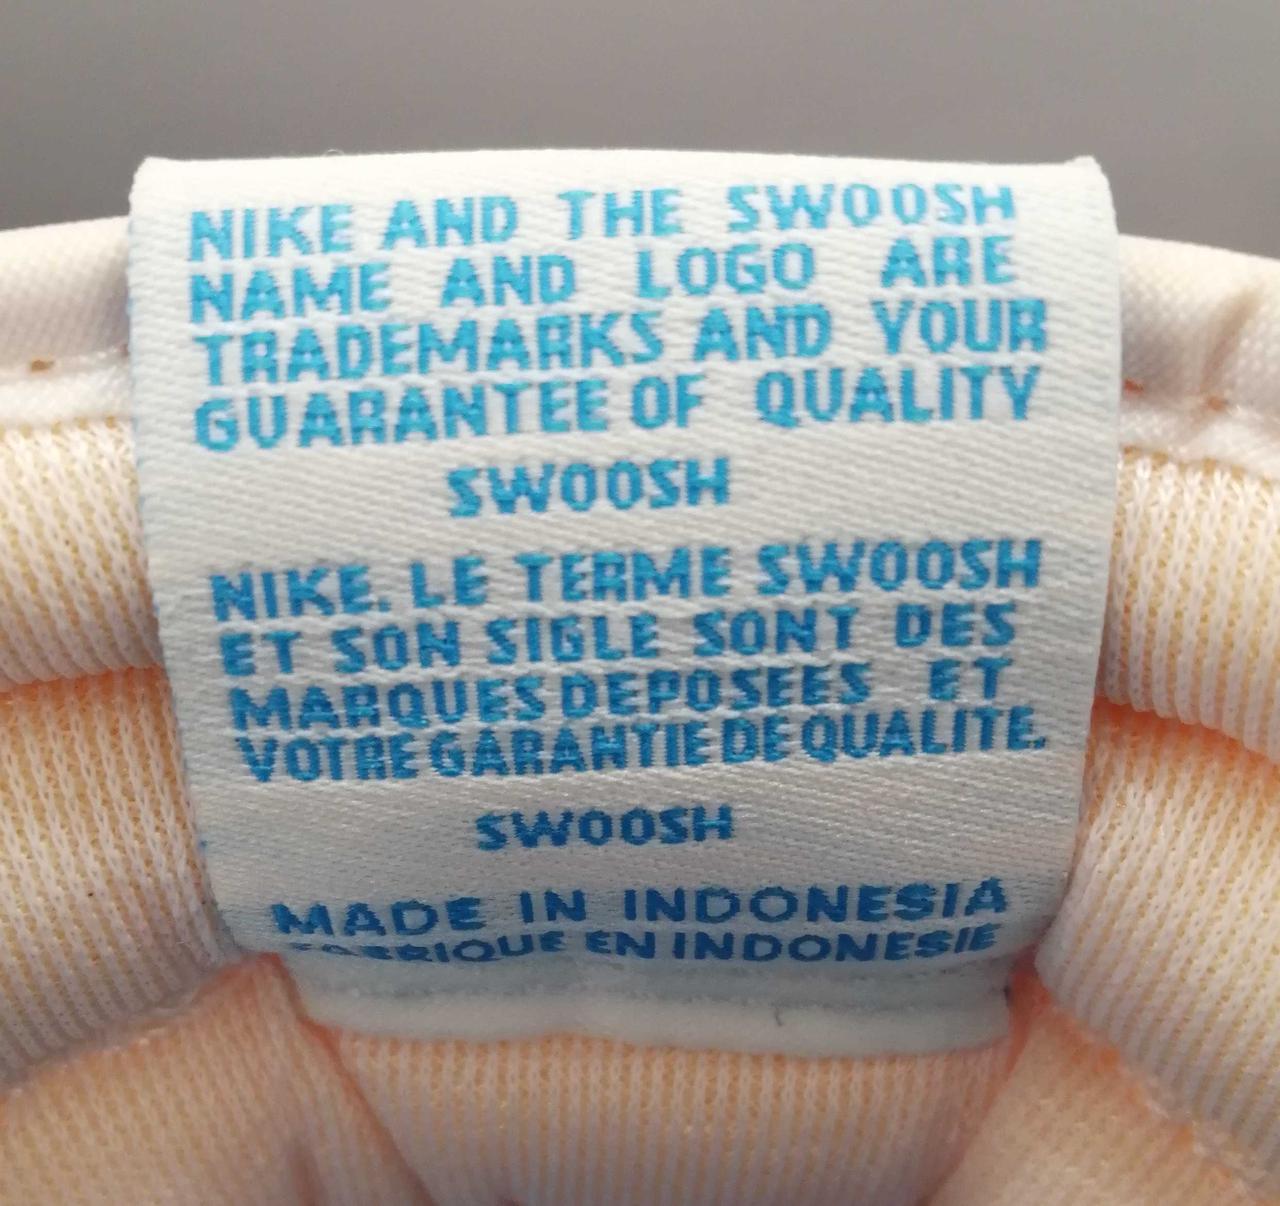 NIKE AND THE SWOOSH
NAME AND LOGO ARE
TRADEMARKS AND YOUR
GUARANTEE OF QUALITY
SWOOSH
NIKE. LE TERME SWOOSH
ET SON SIGLE SONT DES
MARQUES DEPOSEES ET
VOTRE GARANTIE DE QUALITE.
SWOOSH
MADE IN INDONESIA
FABRIQUE EN INDONESIE